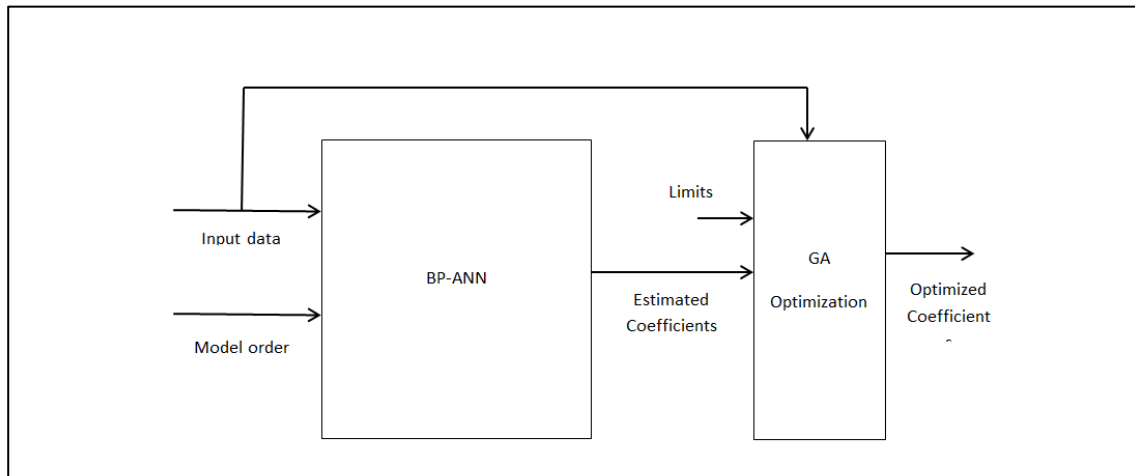 Limits
Input data
BP-ANN
GA
Optimization
Estimated
Coefficients
Optimized
Coefficient
Model order